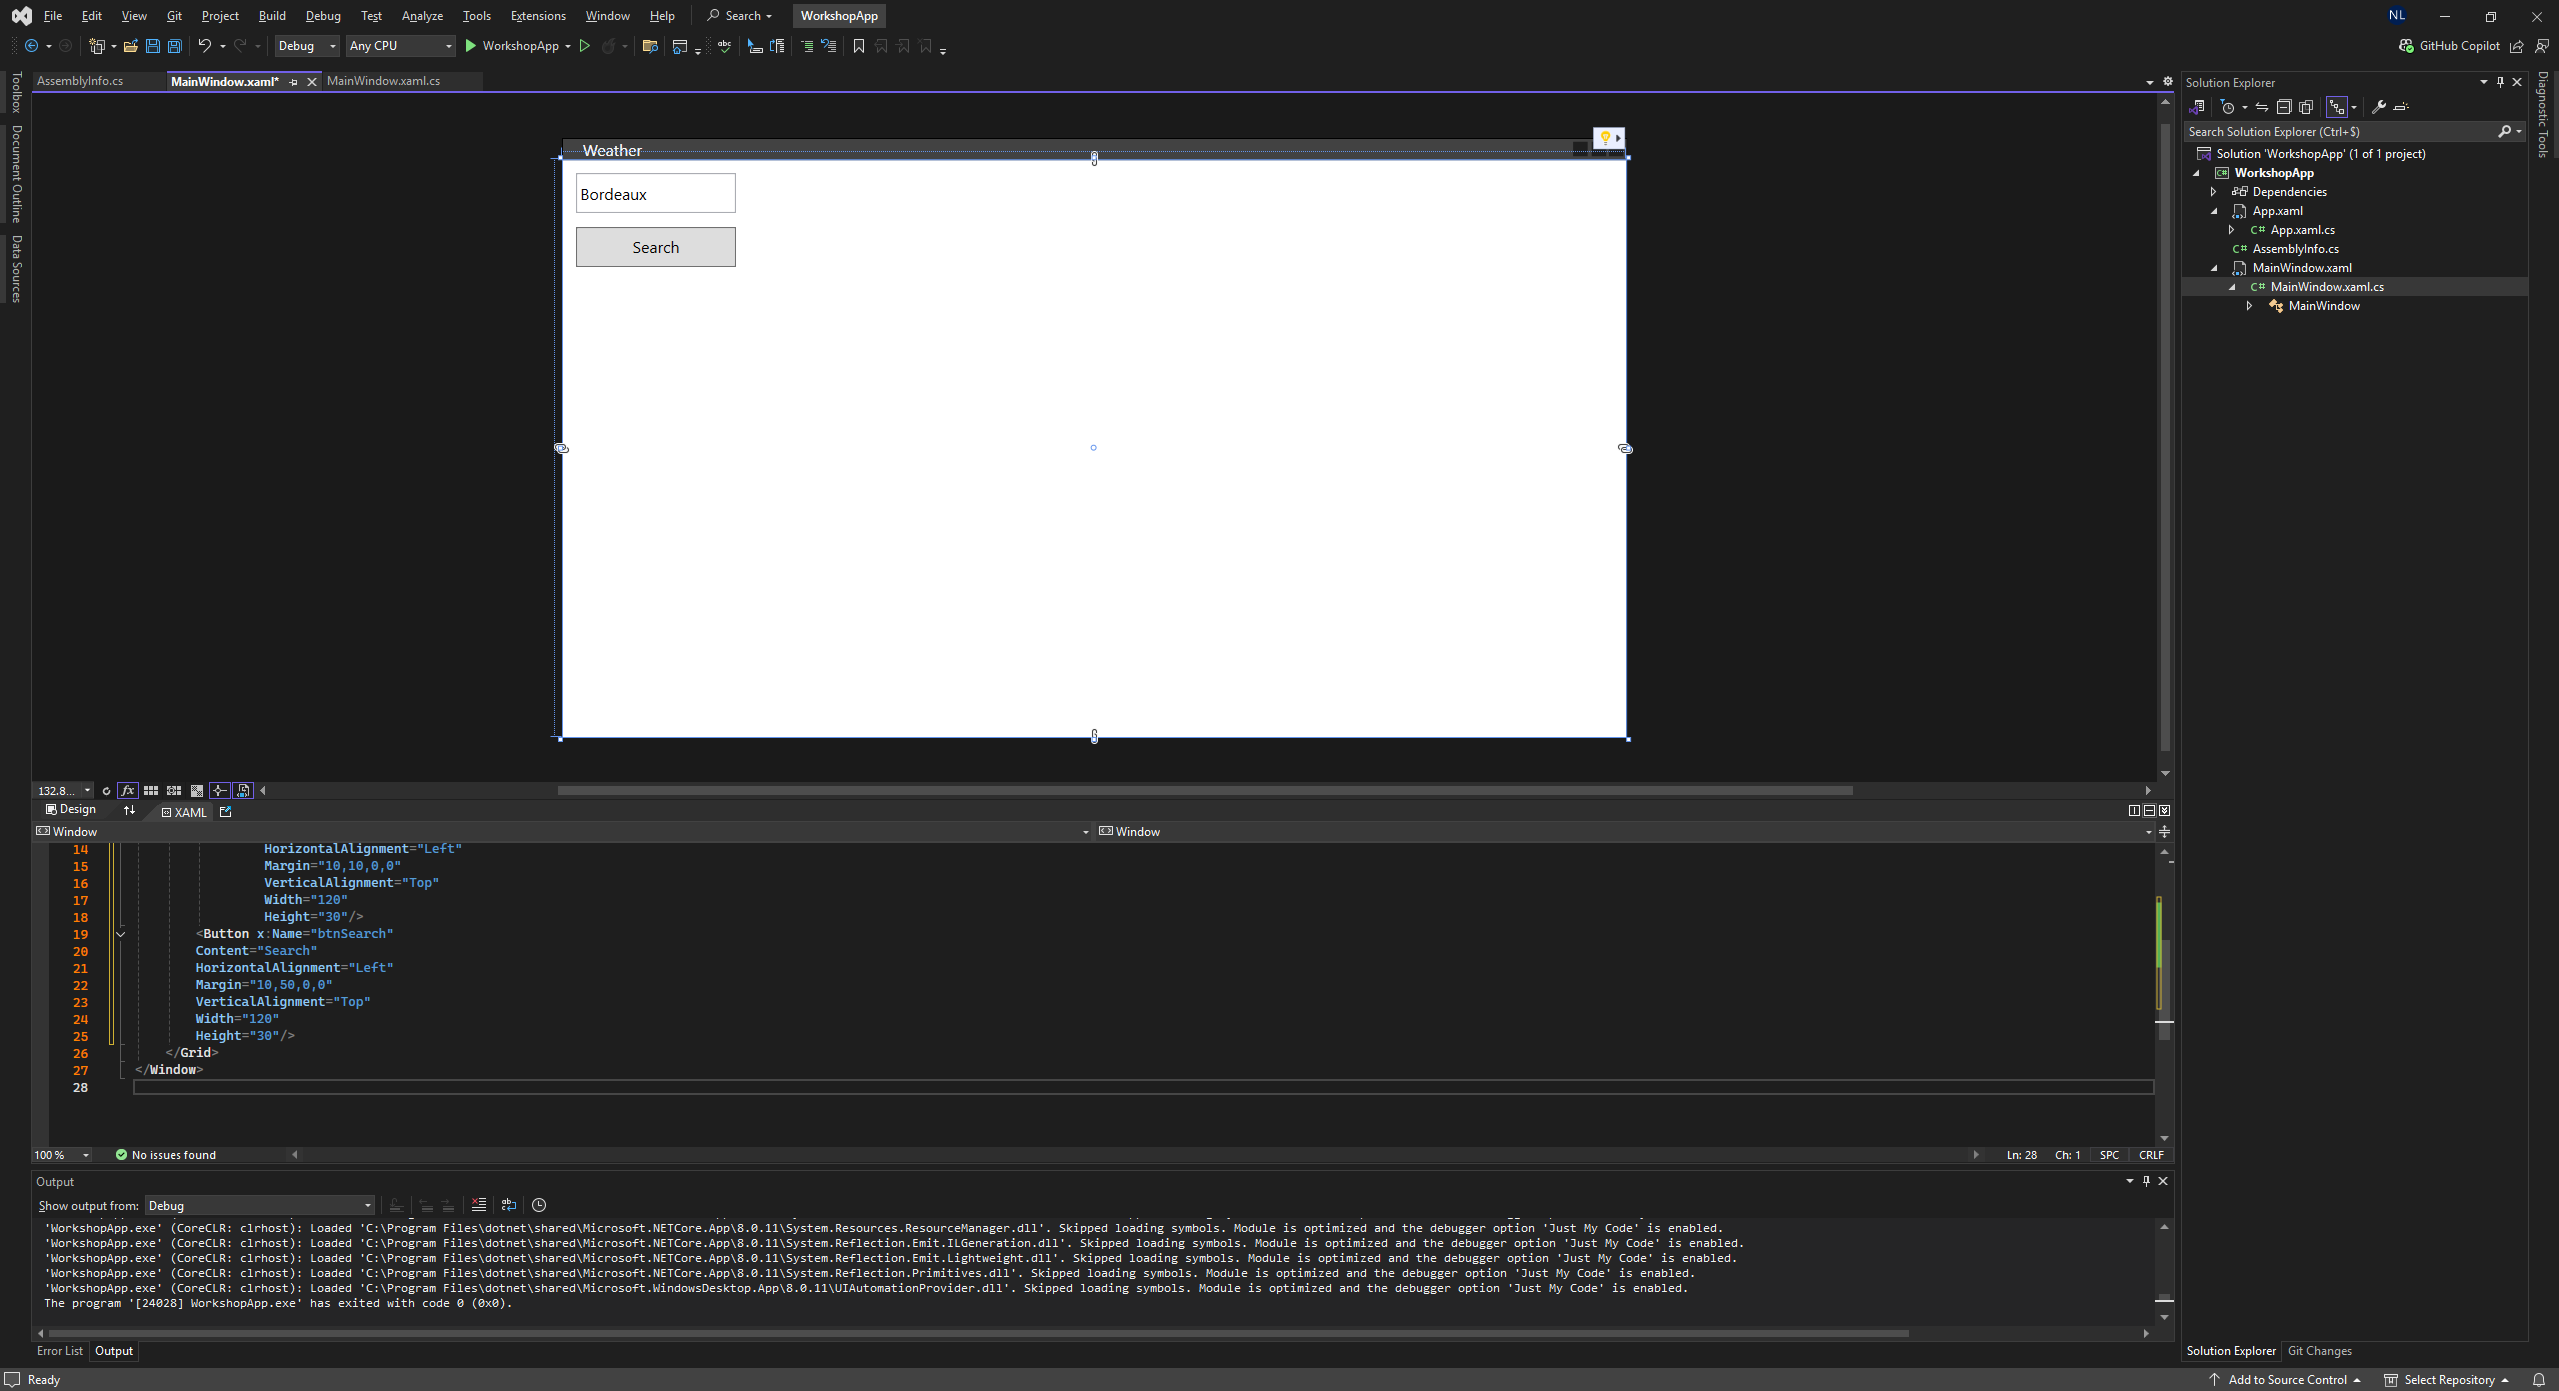 File Edit View Git Project Build Debug Test Analyze Tools Extensions Window Help Search WorkshopApp NL
Debug Any CPU WorkshopApp GitHub Copilot
AssemblyInfo.cs MainWindow.xaml* MainWindow.xaml.cs
Toolbox
Document Outline
Data Sources
Weather
Bordeaux
Search
132.8...
Design XAML
Window Window
14 HorizontalAlignment="Left"
15 Margin="10,10,0,0"
16 VerticalAlignment="Top"
17 Width="120"
18 Height="30"/>
19 <Button x:Name="btnSearch"
20 Content="Search"
21 HorizontalAlignment="Left"
22 Margin="10,50,0,0"
23 VerticalAlignment="Top"
24 Width="120"
25 Height="30"/>
26 </Grid>
27 </Window>
28
100 % No issues found Ln: 28 Ch: 1 SPC CRLF
Output
Show output from: Debug
'WorkshopApp.exe' (CoreCLR: clrhost): Loaded 'C:\Program Files\dotnet\shared\Microsoft.NETCore.App\8.0.11\System.Resources.ResourceManager.dll'. Skipped loading symbols. Module is optimized and the debugger option 'Just My Code' is enabled.
'WorkshopApp.exe' (CoreCLR: clrhost): Loaded 'C:\Program Files\dotnet\shared\Microsoft.NETCore.App\8.0.11\System.Reflection.Emit.ILGeneration.dll'. Skipped loading symbols. Module is optimized and the debugger option 'Just My Code' is enabled.
'WorkshopApp.exe' (CoreCLR: clrhost): Loaded 'C:\Program Files\dotnet\shared\Microsoft.NETCore.App\8.0.11\System.Reflection.Emit.Lightweight.dll'. Skipped loading symbols. Module is optimized and the debugger option 'Just My Code' is enabled.
'WorkshopApp.exe' (CoreCLR: clrhost): Loaded 'C:\Program Files\dotnet\shared\Microsoft.NETCore.App\8.0.11\System.Reflection.Primitives.dll'. Skipped loading symbols. Module is optimized and the debugger option 'Just My Code' is enabled.
'WorkshopApp.exe' (CoreCLR: clrhost): Loaded 'C:\Program Files\dotnet\shared\Microsoft.WindowsDesktop.App\8.0.11\UIAutomationProvider.dll'. Skipped loading symbols. Module is optimized and the debugger option 'Just My Code' is enabled.
The program '[24028] WorkshopApp.exe' has exited with code 0 (0x0).
Error List Output
Solution Explorer
Search Solution Explorer (Ctrl+$)
Solution 'WorkshopApp' (1 of 1 project)
WorkshopApp
Dependencies
App.xaml
App.xaml.cs
AssemblyInfo.cs
MainWindow.xaml
MainWindow.xaml.cs
MainWindow
Solution Explorer Git Changes
Diagnostic Tools
Ready Add to Source Control Select Repository